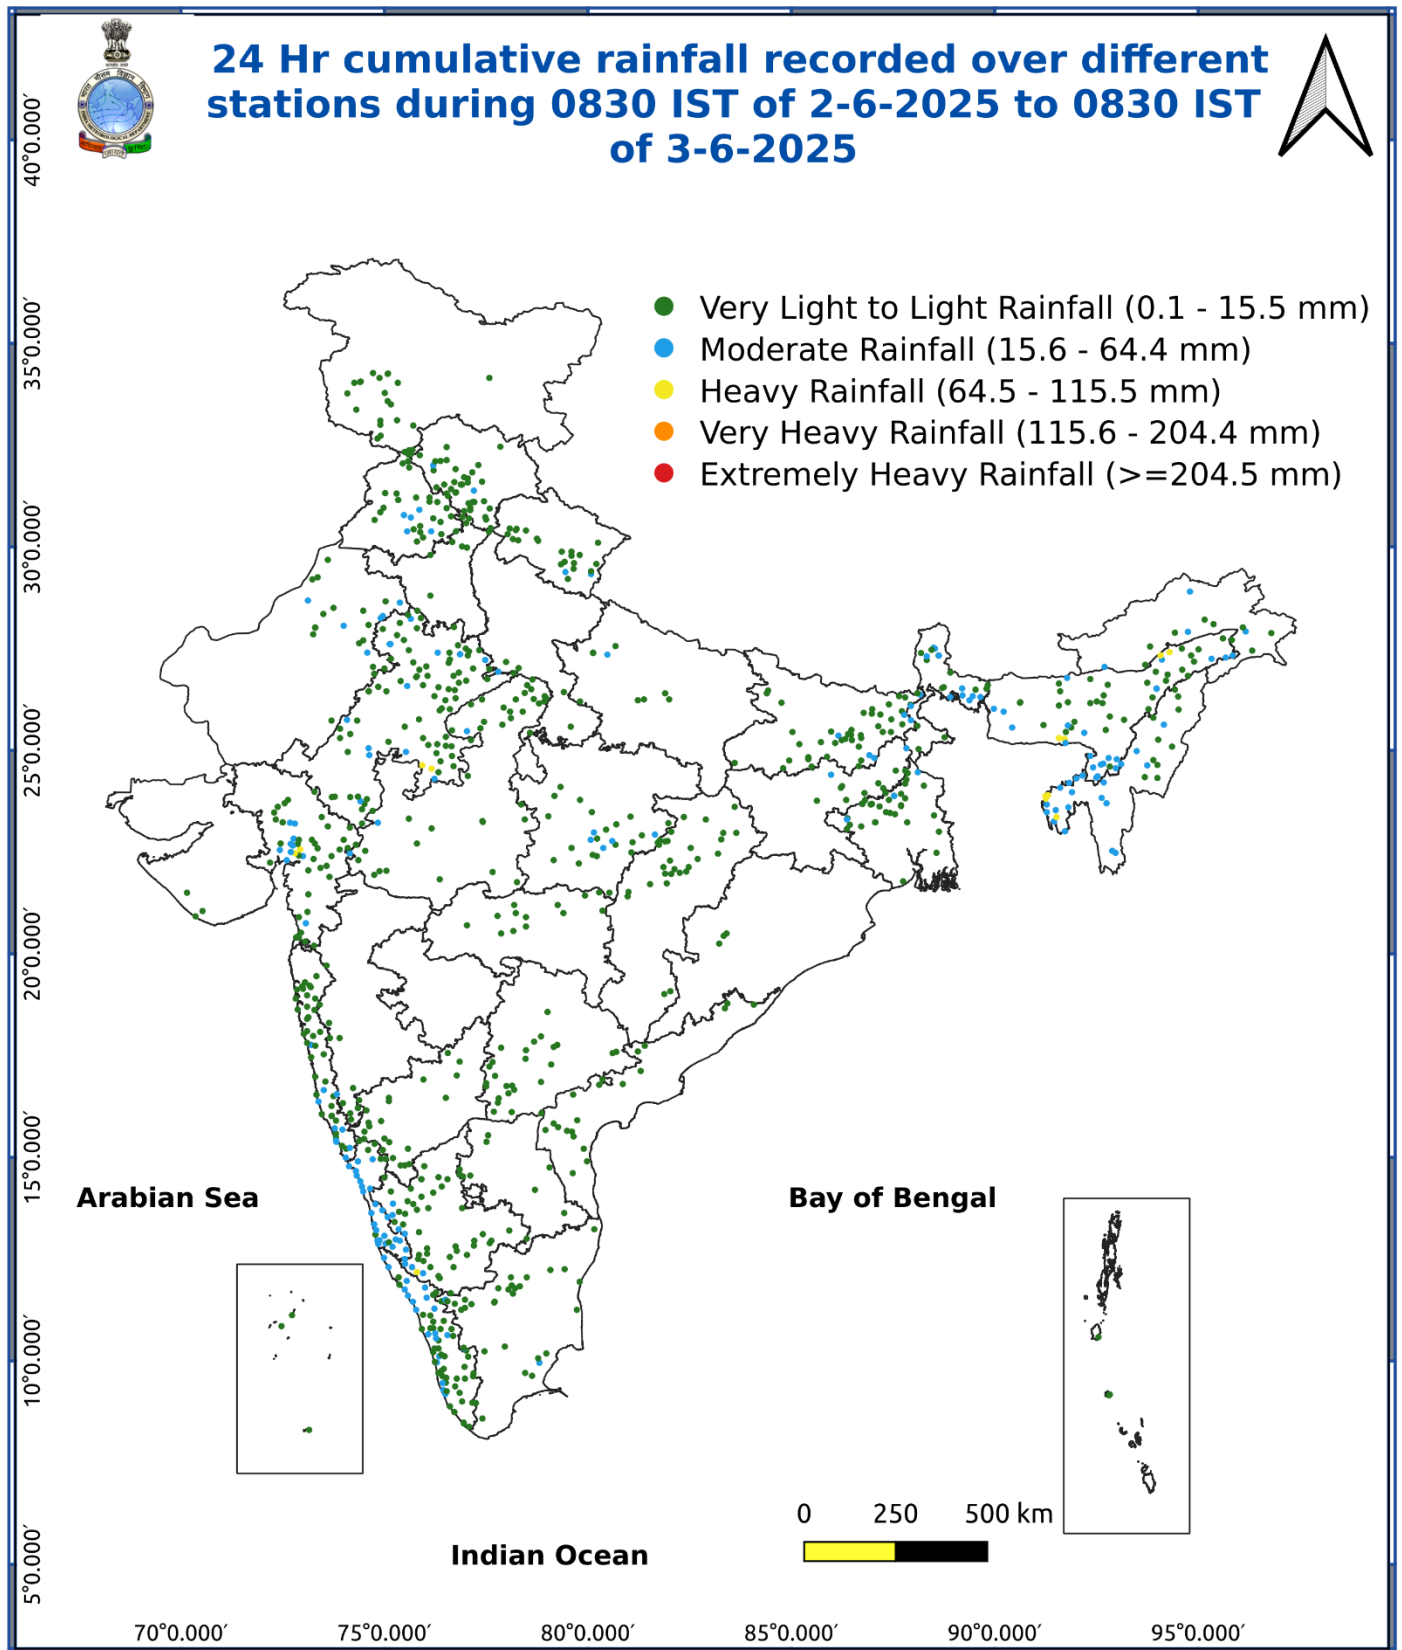 24 Hr cumulative rainfall recorded over different
stations during 0830 IST of 2-6-2025 to 0830 IST
of 3-6-2025
Very Light to Light Rainfall (0.1 - 15.5 mm)
Moderate Rainfall (15.6 - 64.4 mm)
Heavy Rainfall (64.5 - 115.5 mm)
Very Heavy Rainfall (115.6 - 204.4 mm)
Extremely Heavy Rainfall (>=204.5 mm)
40°0.000′
35°0.000′
30°0.000′
25°0.000′
20°0.000′
15°0.000′
10°0.000′
5°0.000′
Arabian Sea
Bay of Bengal
Indian Ocean
0 250 500 km
70°0.000′ 75°0.000′ 80°0.000′ 85°0.000′ 90°0.000′ 95°0.000′